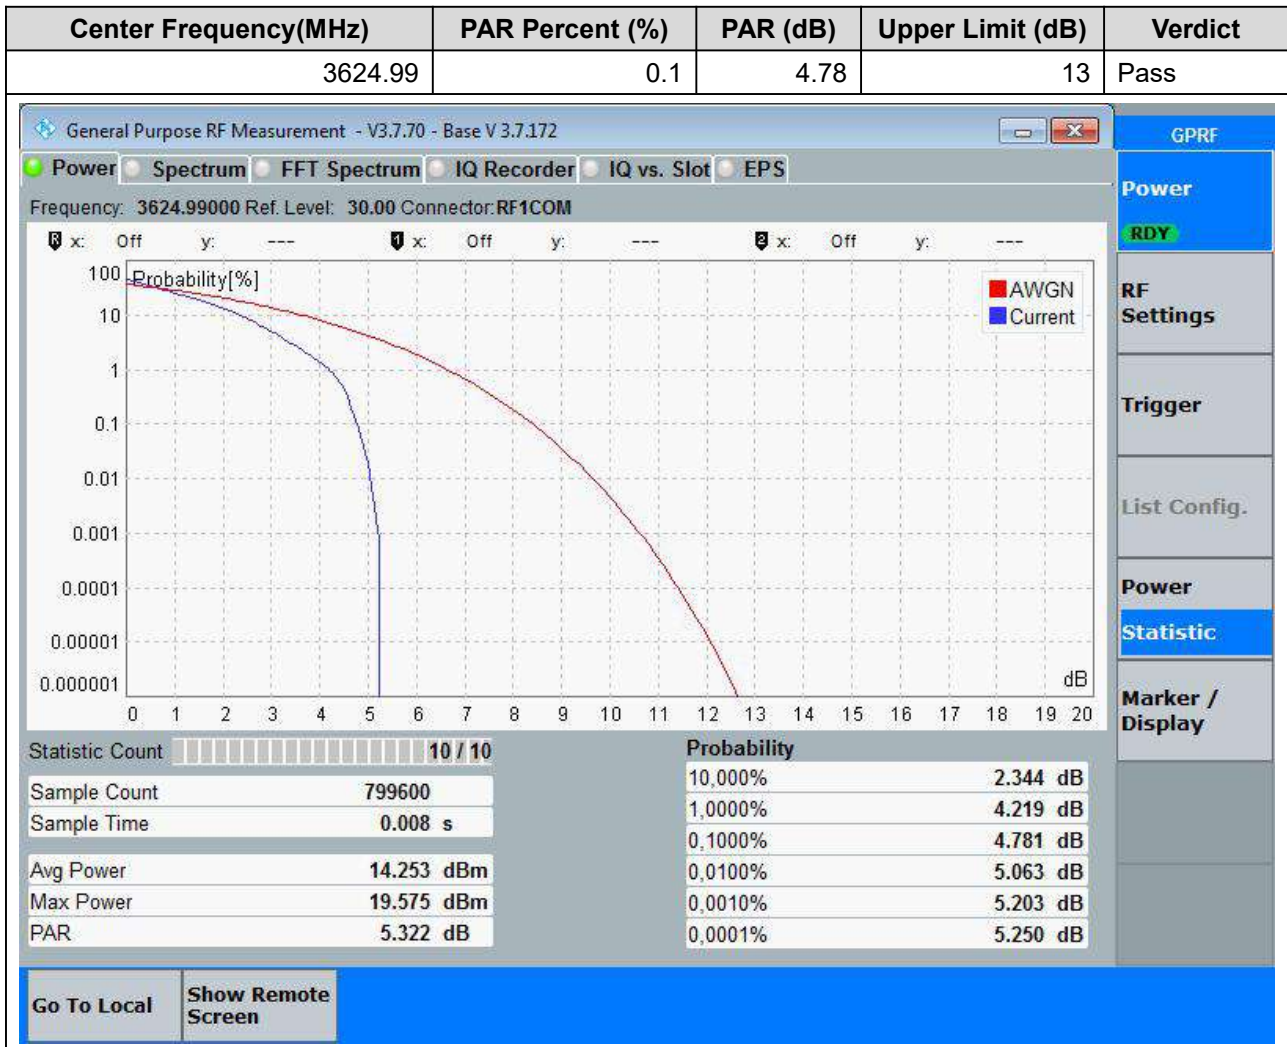 Center Frequency(MHz) PAR Percent (%) PAR (dB) Upper Limit (dB) Verdict
3624.99 0.1 4.78 13 Pass
General Purpose RF Measurement - V3.7.70 - Base V 3.7.172
GPRF
Power Spectrum FFT Spectrum IQ Recorder IQ vs. Slot EPS
Frequency: 3624.99000 Ref. Level: 30.00 Connector:RF1COM
Power
RDY
R x: Off y: --- 1 x: Off y: --- 2 x: Off y: ---
100 Probability[%]
AWGN
Current
10
1
0.1
0.01
0.001
0.0001
0.00001
0.000001
dB
0 1 2 3 4 5 6 7 8 9 10 11 12 13 14 15 16 17 18 19 20
RF
Settings
Trigger
List Config.
Power
Statistic
Marker /
Display
Statistic Count 10 / 10
Sample Count 799600
Sample Time 0.008 s
Avg Power 14.253 dBm
Max Power 19.575 dBm
PAR 5.322 dB
Probability
10,000% 2.344 dB
1,0000% 4.219 dB
0,1000% 4.781 dB
0,0100% 5.063 dB
0,0010% 5.203 dB
0,0001% 5.250 dB
Go To Local
Show Remote
Screen